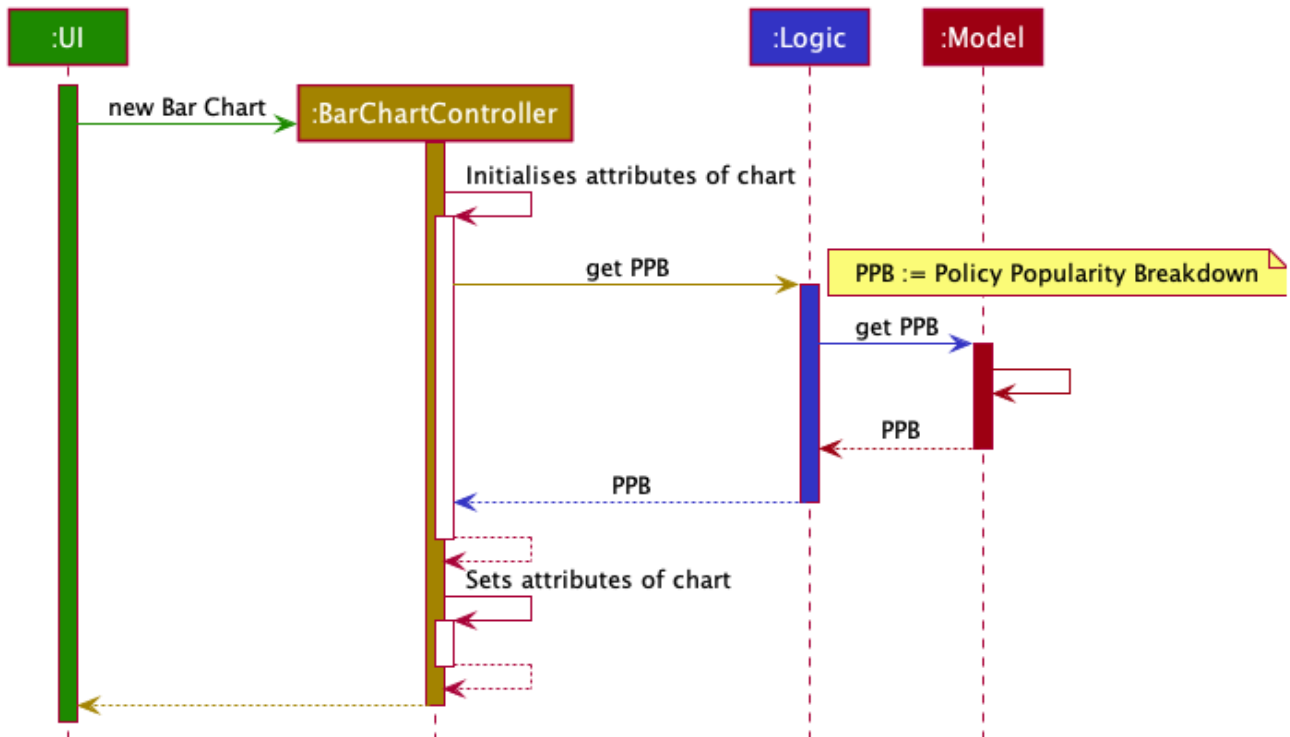 :UI
:Logic
:Model
new Bar Chart
:BarChartController
Initialises attributes of chart
get PPB
PPB := Policy Popularity Breakdown
get PPB
PPB
PPB
Sets attributes of chart